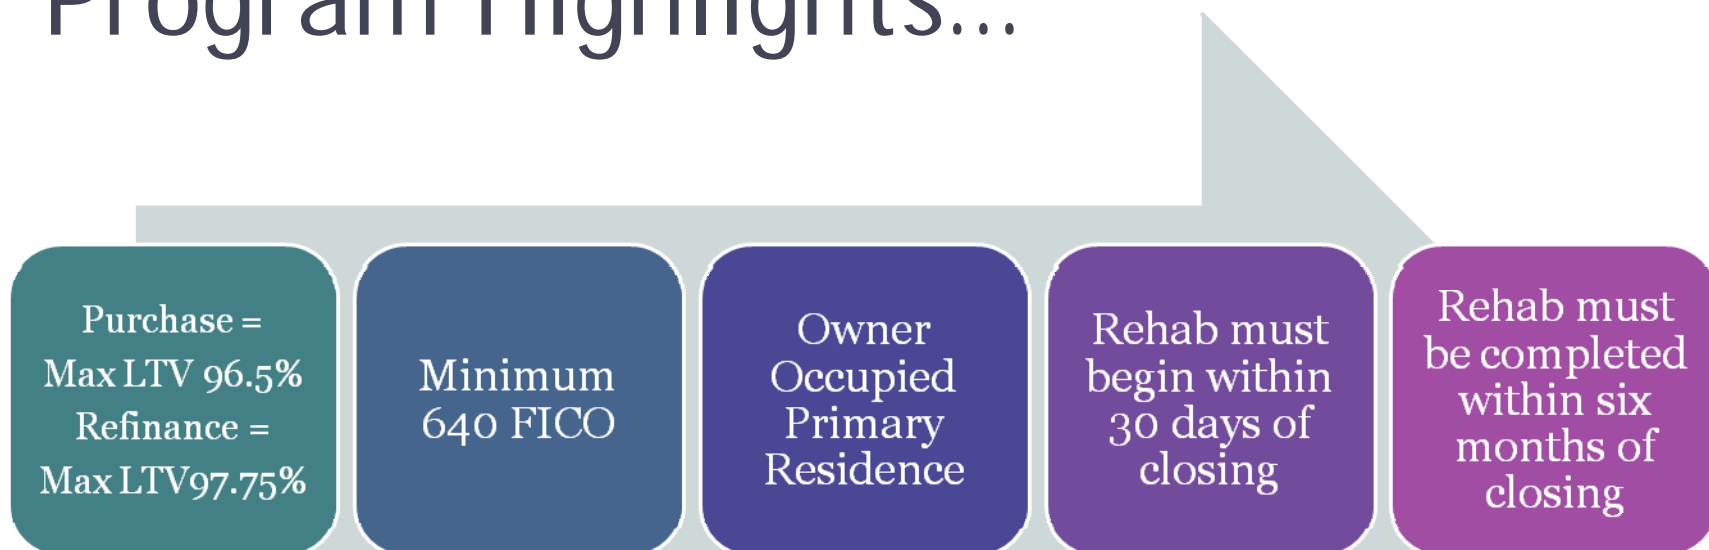 Program Highlights...
Purchase =
Max LTV 96.5%
Refinance =
Max LTV97.75%
Minimum
640 FICO
Owner
Occupied
Primary
Residence
Rehab must
begin within
30 days of
closing
Rehab must
be completed
within six
months of
closing